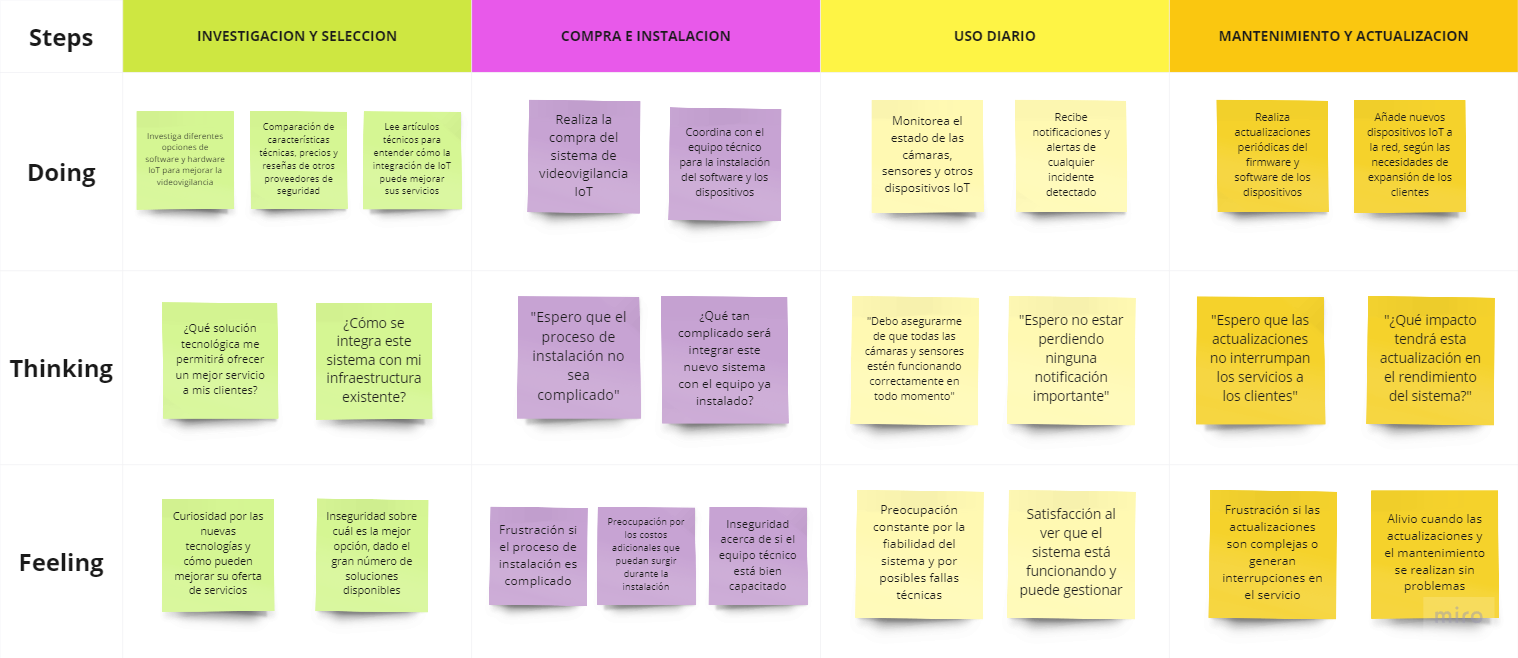 Steps
INVESTIGACION Y SELECCION
COMPRA E INSTALACION
USO DIARIO
MANTENIMIENTO Y ACTUALIZACION
Doing
Investiga diferentes
opciones de
software y hardware
IoT para mejorar la
videovigilancia
Comparación de
características
técnicas, precios y
reseñas de otros
proveedores de
seguridad
Lee artículos
técnicos para
entender cómo la
integración de IoT
puede mejorar
sus servicios
Realiza la
compra del
sistema de
videovigilancia
IoT
Coordina con el
equipo técnico
para la instalación
del software y los
dispositivos
Monitorea el
estado de las
cámaras,
sensores y otros
dispositivos IoT
Recibe
notificaciones y
alertas de
cualquier
incidente
detectado
Realiza
actualizaciones
periódicas del
firmware y
software de los
dispositivos
Añade nuevos
dispositivos IoT a
la red, según las
necesidades de
expansión de los
clientes
Thinking
¿Qué solución
tecnológica me
permitirá ofrecer
un mejor servicio
a mis clientes?
¿Cómo se
integra este
sistema con mi
infraestructura
existente?
"Espero que el
proceso de
instalación no
sea
complicado"
¿Qué tan
complicado será
integrar este
nuevo sistema
con el equipo ya
instalado?
"Debo asegurarme
de que todas las
cámaras y sensores
estén funcionando
correctamente en
todo momento"
"Espero no estar
perdiendo
ninguna
notificación
importante"
"Espero que las
actualizaciones
no interrumpan
los servicios a
los clientes"
"¿Qué impacto
tendrá esta
actualización en
el rendimiento
del sistema?"
Feeling
Curiosidad por las
nuevas
tecnologías y
cómo pueden
mejorar su oferta
de servicios
Inseguridad sobre
cuál es la mejor
opción, dado el
gran número de
soluciones
disponibles
Frustración si
el proceso de
instalación es
complicado
Preocupación por
los costos
adicionales que
puedan surgir
durante la
instalación
Inseguridad
acerca de si el
equipo técnico
está bien
capacitado
Preocupación
constante por la
fiabilidad del
sistema y por
posibles fallas
técnicas
Satisfacción al
ver que el
sistema está
funcionando y
puede gestionar
Frustración si las
actualizaciones
son complejas o
generan
interrupciones en
el servicio
Alivio cuando las
actualizaciones y
el mantenimiento
se realizan sin
problemas
miro